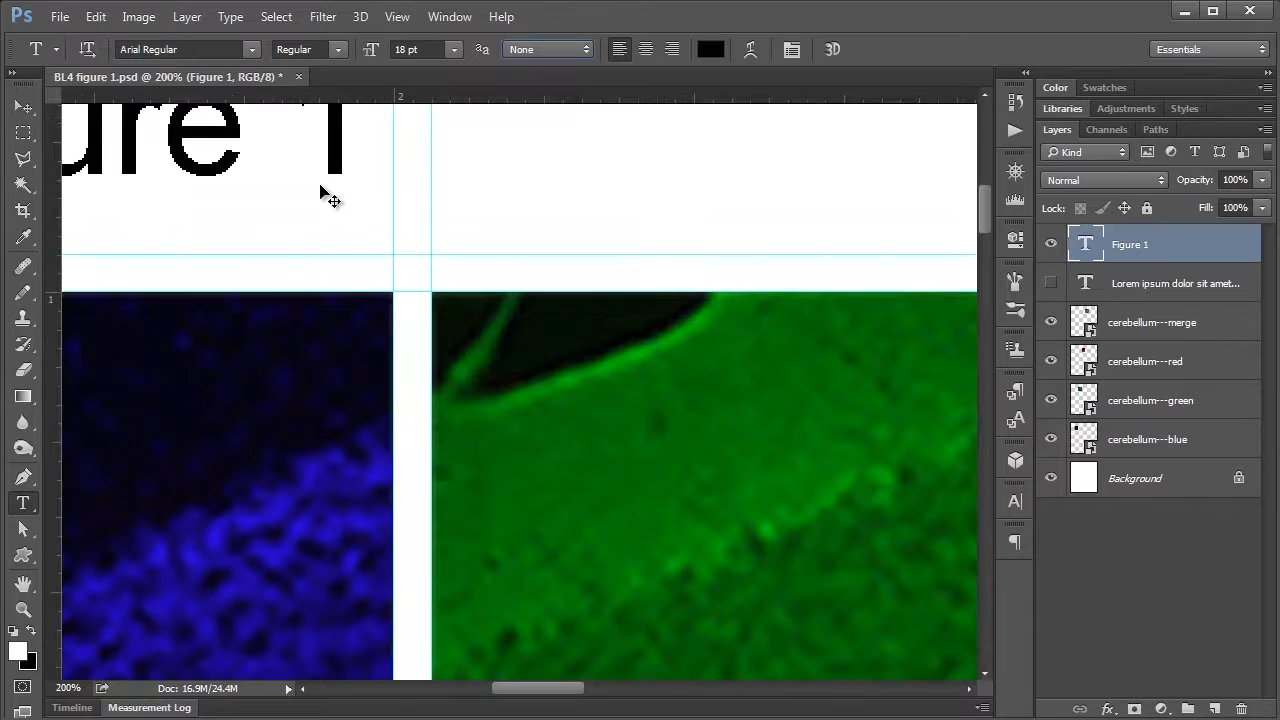 Ps File Edit Image Layer Type Select Filter 3D View Window Help
T Arial Regular Regular 18 pt None 3D Essentials
BL4 figure 1.psd @ 200% (Figure 1, RGB/8) *
Color Swatches
Libraries Adjustments Styles
Layers Channels Paths
Kind
Normal Opacity: 100%
Lock: Fill: 100%
Figure 1
Lorem ipsum dolor sit amet...
cerebellum---merge
cerebellum---red
cerebellum---green
cerebellum---blue
Background
2
ure 1
1
200% Doc: 16.9M/24.4M
Timeline Measurement Log